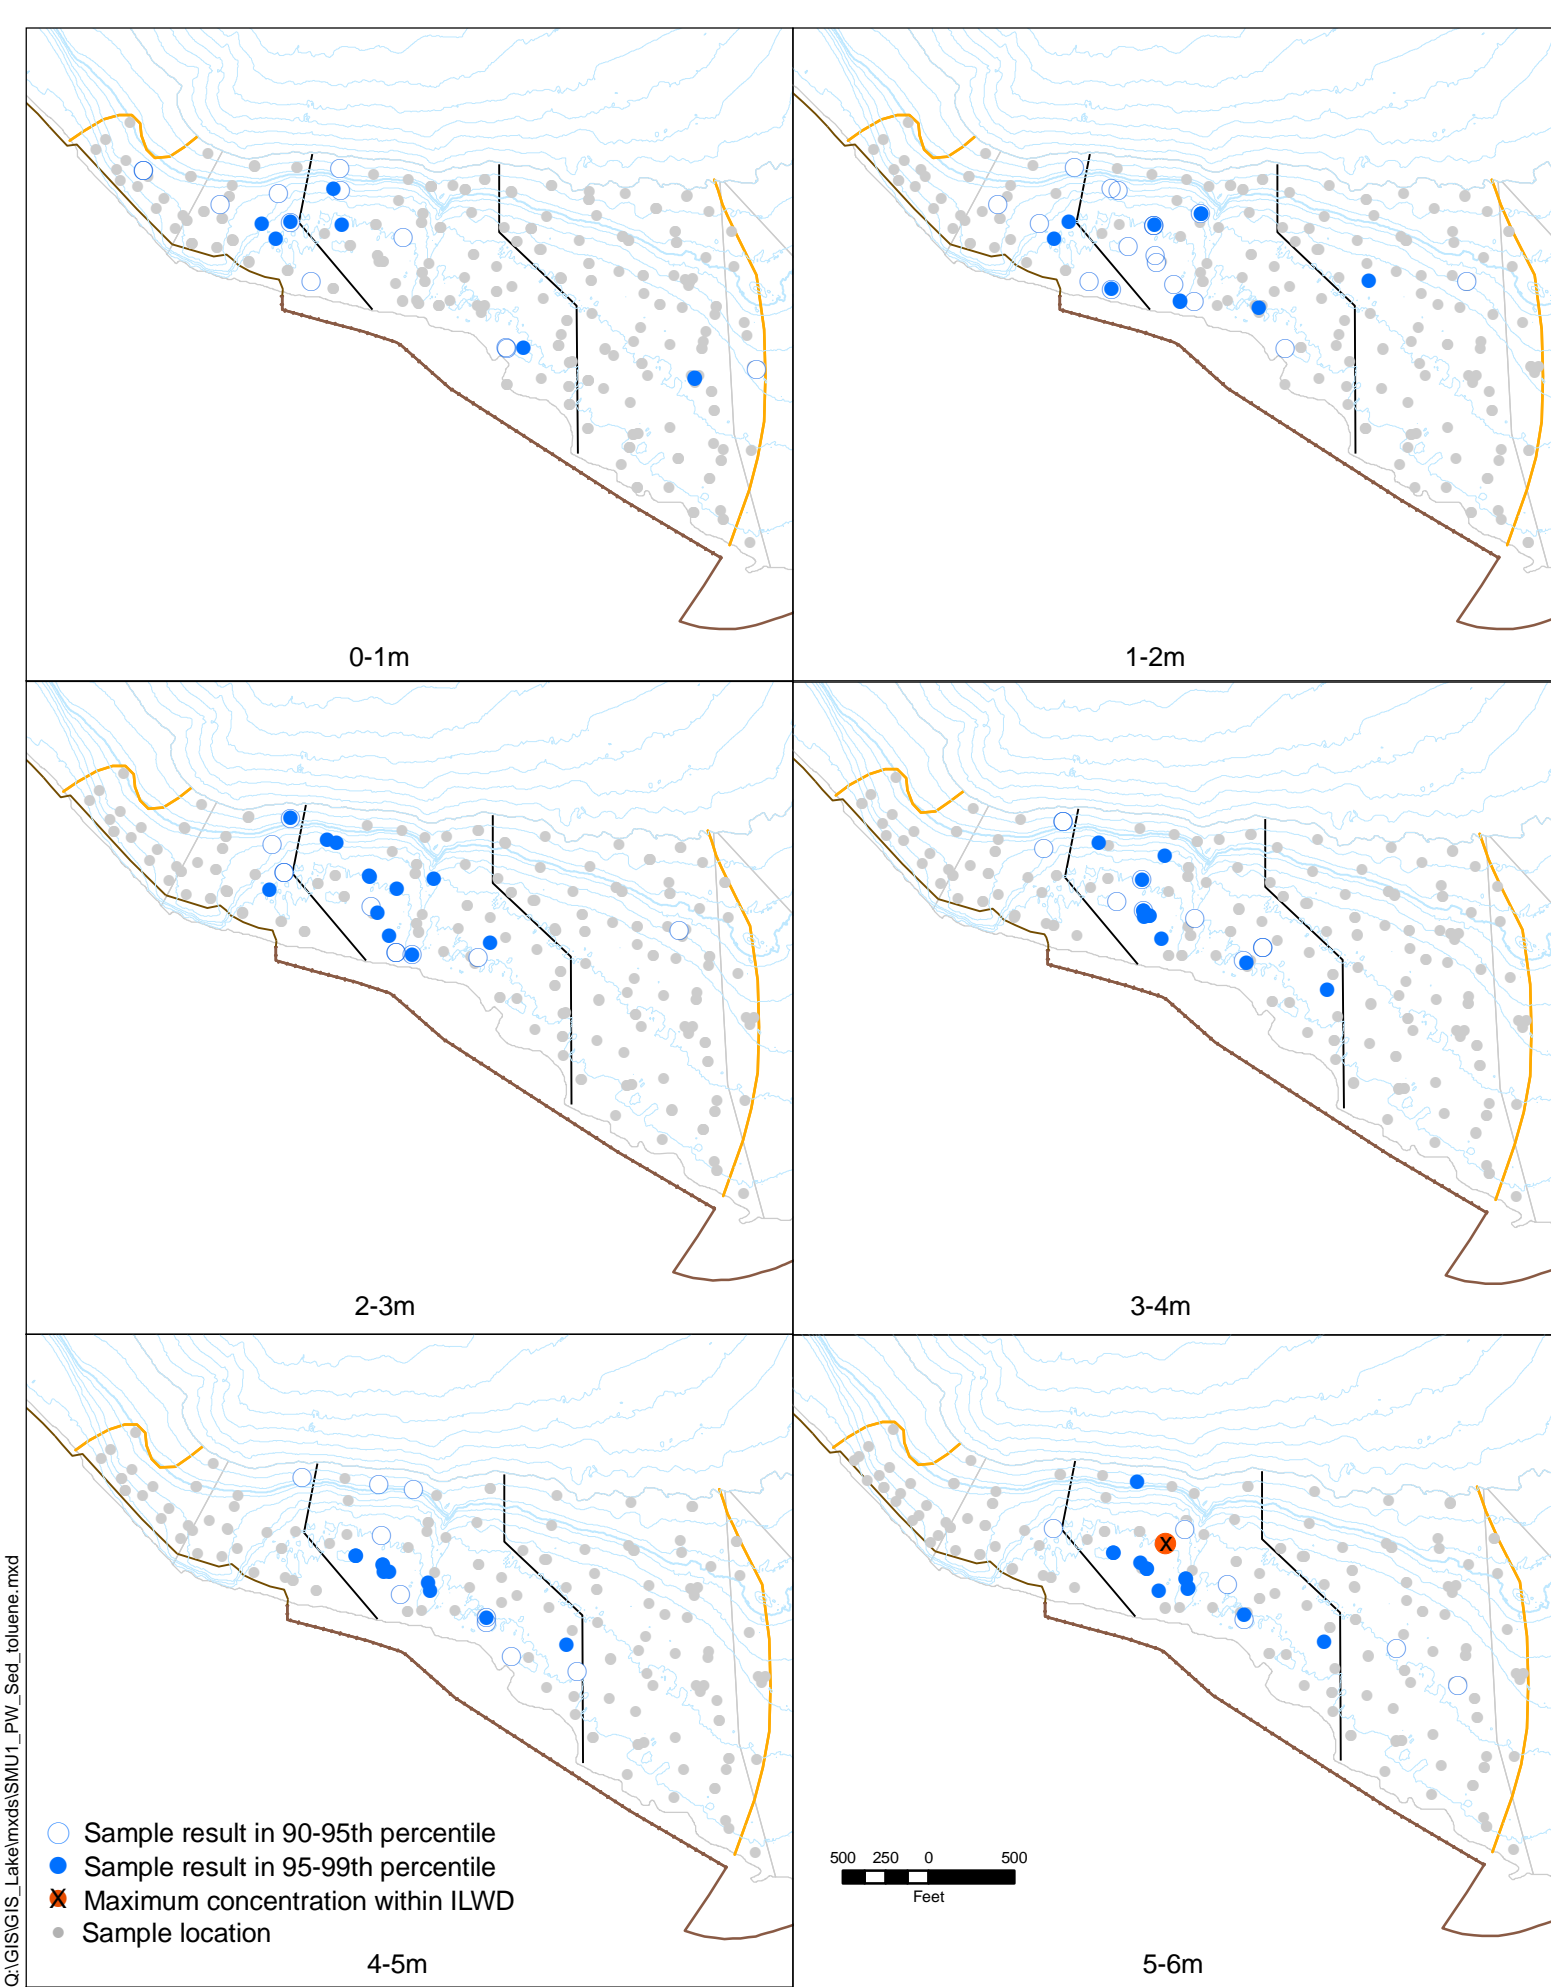 0-1m
1-2m
2-3m
3-4m
Sample result in 90-95th percentile
Sample result in 95-99th percentile
X Maximum concentration within ILWD
Sample location
4-5m
X
500 250 0 500
Feet
5-6m
Q:\GIS\GIS_Lake\mxds\SMU1_PW_Sed_toluene.mxd